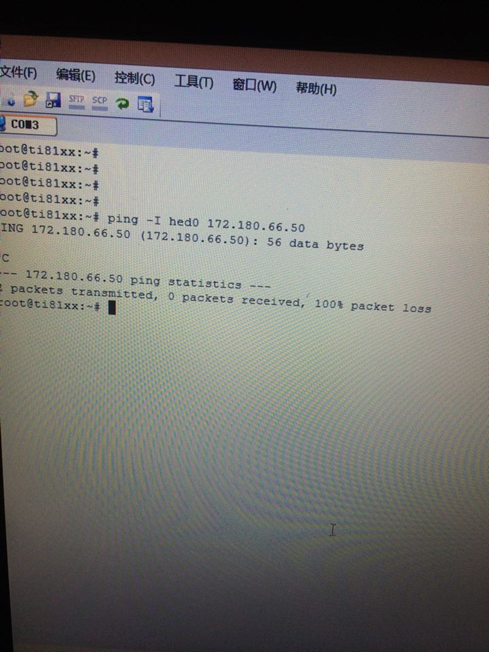 文件(F) 编辑(E) 控制(C) 工具(T) 窗口(W) 帮助(H)
SFTP SCP
COM3
oot@ti81xx:~#
oot@ti81xx:~#
oot@ti81xx:~#
oot@ti81xx:~#
oot@ti81xx:~# ping -I hed0 172.180.66.50
ING 172.180.66.50 (172.180.66.50): 56 data bytes
C
--- 172.180.66.50 ping statistics ---
packets transmitted, 0 packets received, 100% packet loss
root@ti81xx:~#